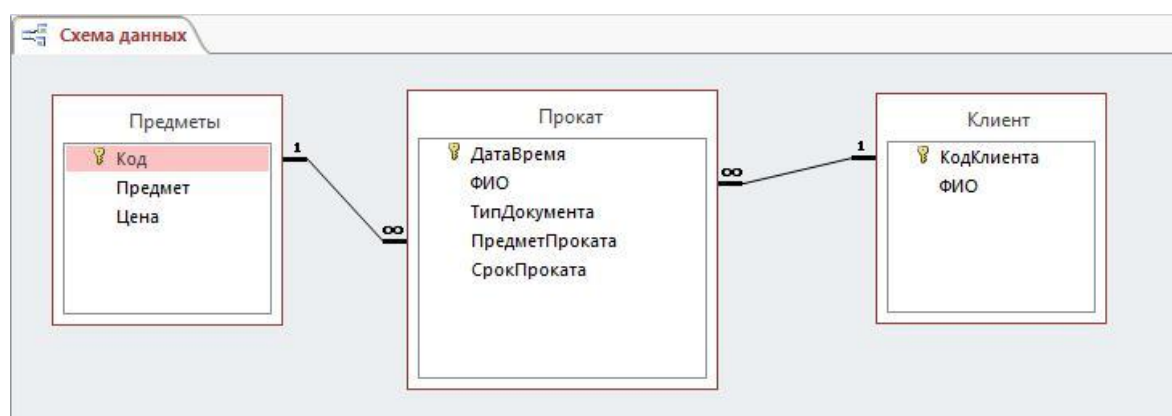 Схема данных
Предметы
Код
Предмет
Цена
1
∞
Прокат
ДатаВремя
ФИО
ТипДокумента
ПредметПроката
СрокПроката
∞
1
Клиент
КодКлиента
ФИО